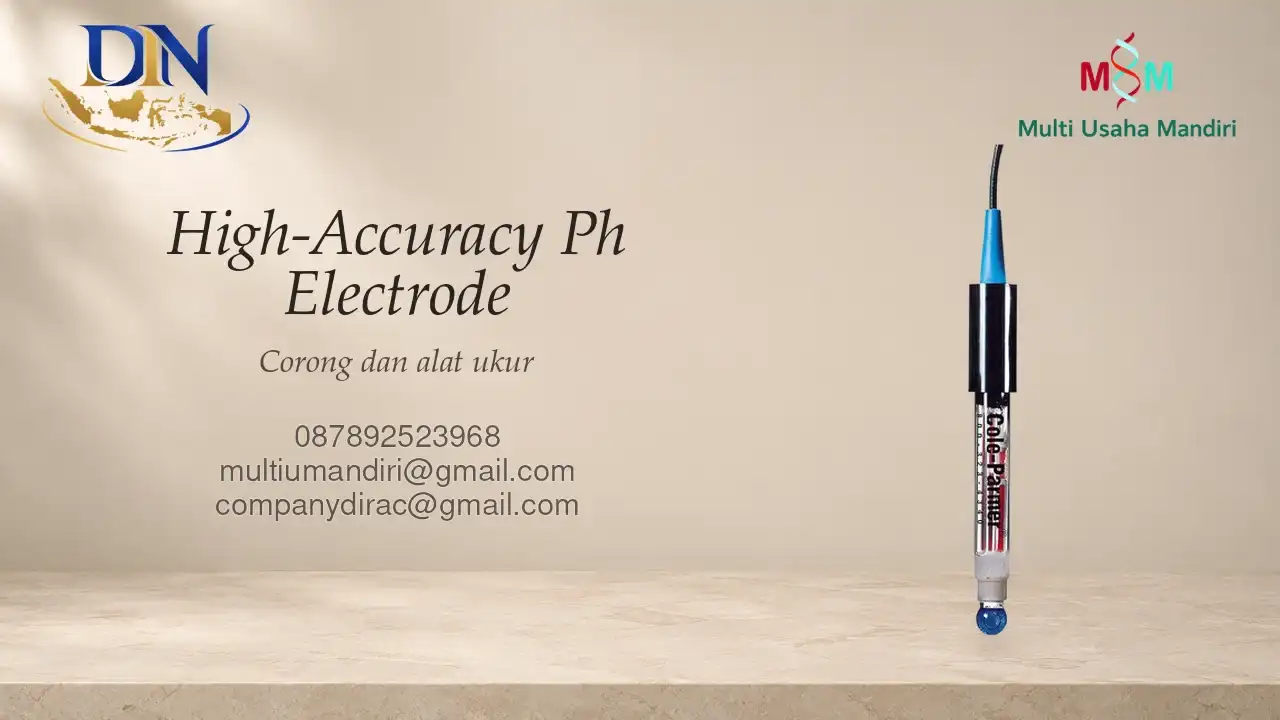 DIN
MSM
Multi Usaha Mandiri
High-Accuracy Ph
Electrode
Corong dan alat ukur
087892523968
multiumandiri@gmail.com
companydirac@gmail.com
Cole-Parmer